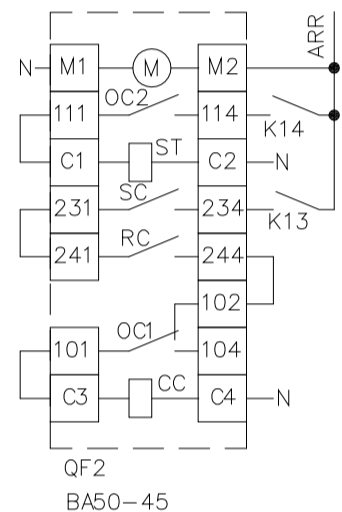 ARR
N M1 M M2
OC2
111 114
K14
ST
C1 C2 N
SC
231 234
K13
RC
241 244
102
OC1
101 104
CC
C3 C4 N
QF2
BA50-45